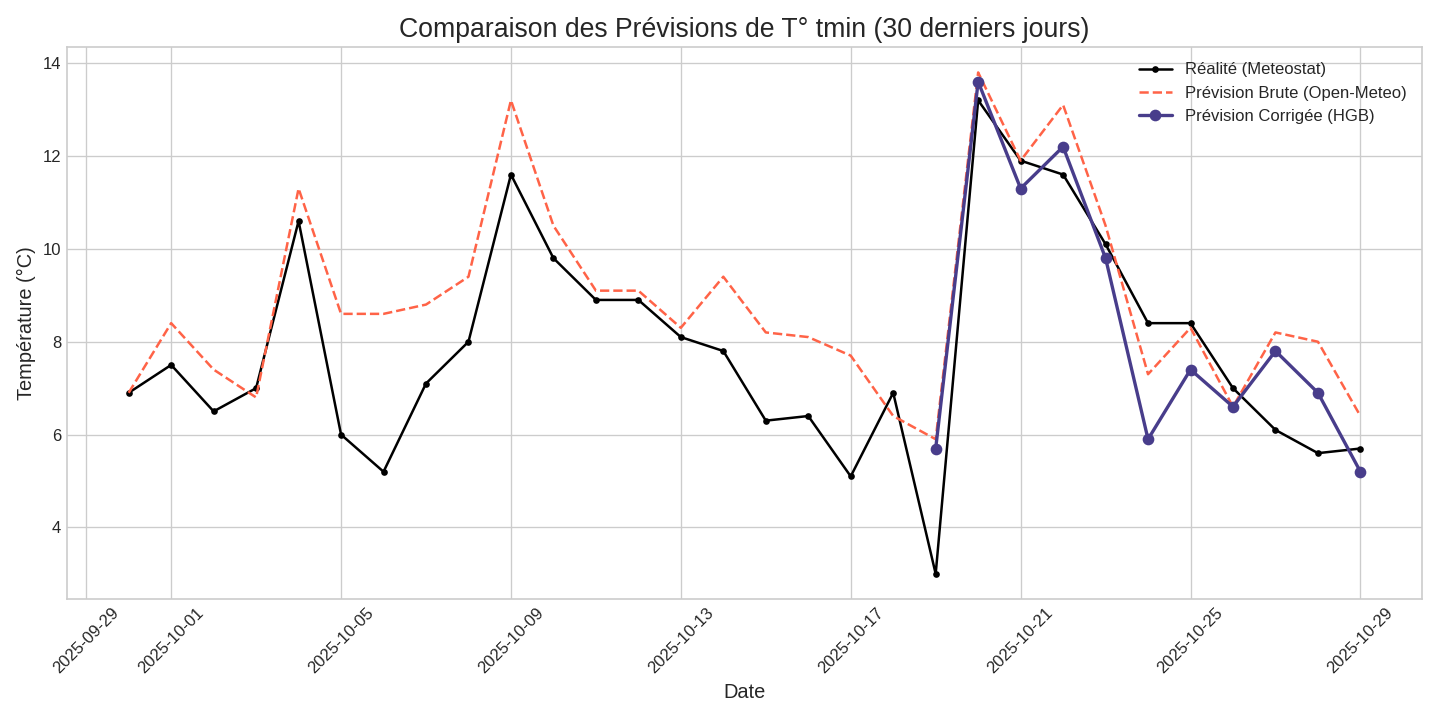 Comparaison des Prévisions de T° tmin (30 derniers jours)
14
12
10
8
6
4
Température (°C)
Réalité (Meteostat)
Prévision Brute (Open-Meteo)
Prévision Corrigée (HGB)
2025-09-29
2025-10-01
2025-10-05
2025-10-09
2025-10-13
2025-10-17
2025-10-21
2025-10-25
2025-10-29
Date